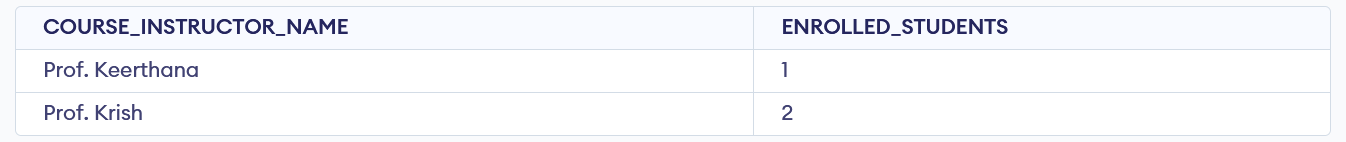 COURSE_INSTRUCTOR_NAME ENROLLED_STUDENTS
Prof. Keerthana 1
Prof. Krish 2